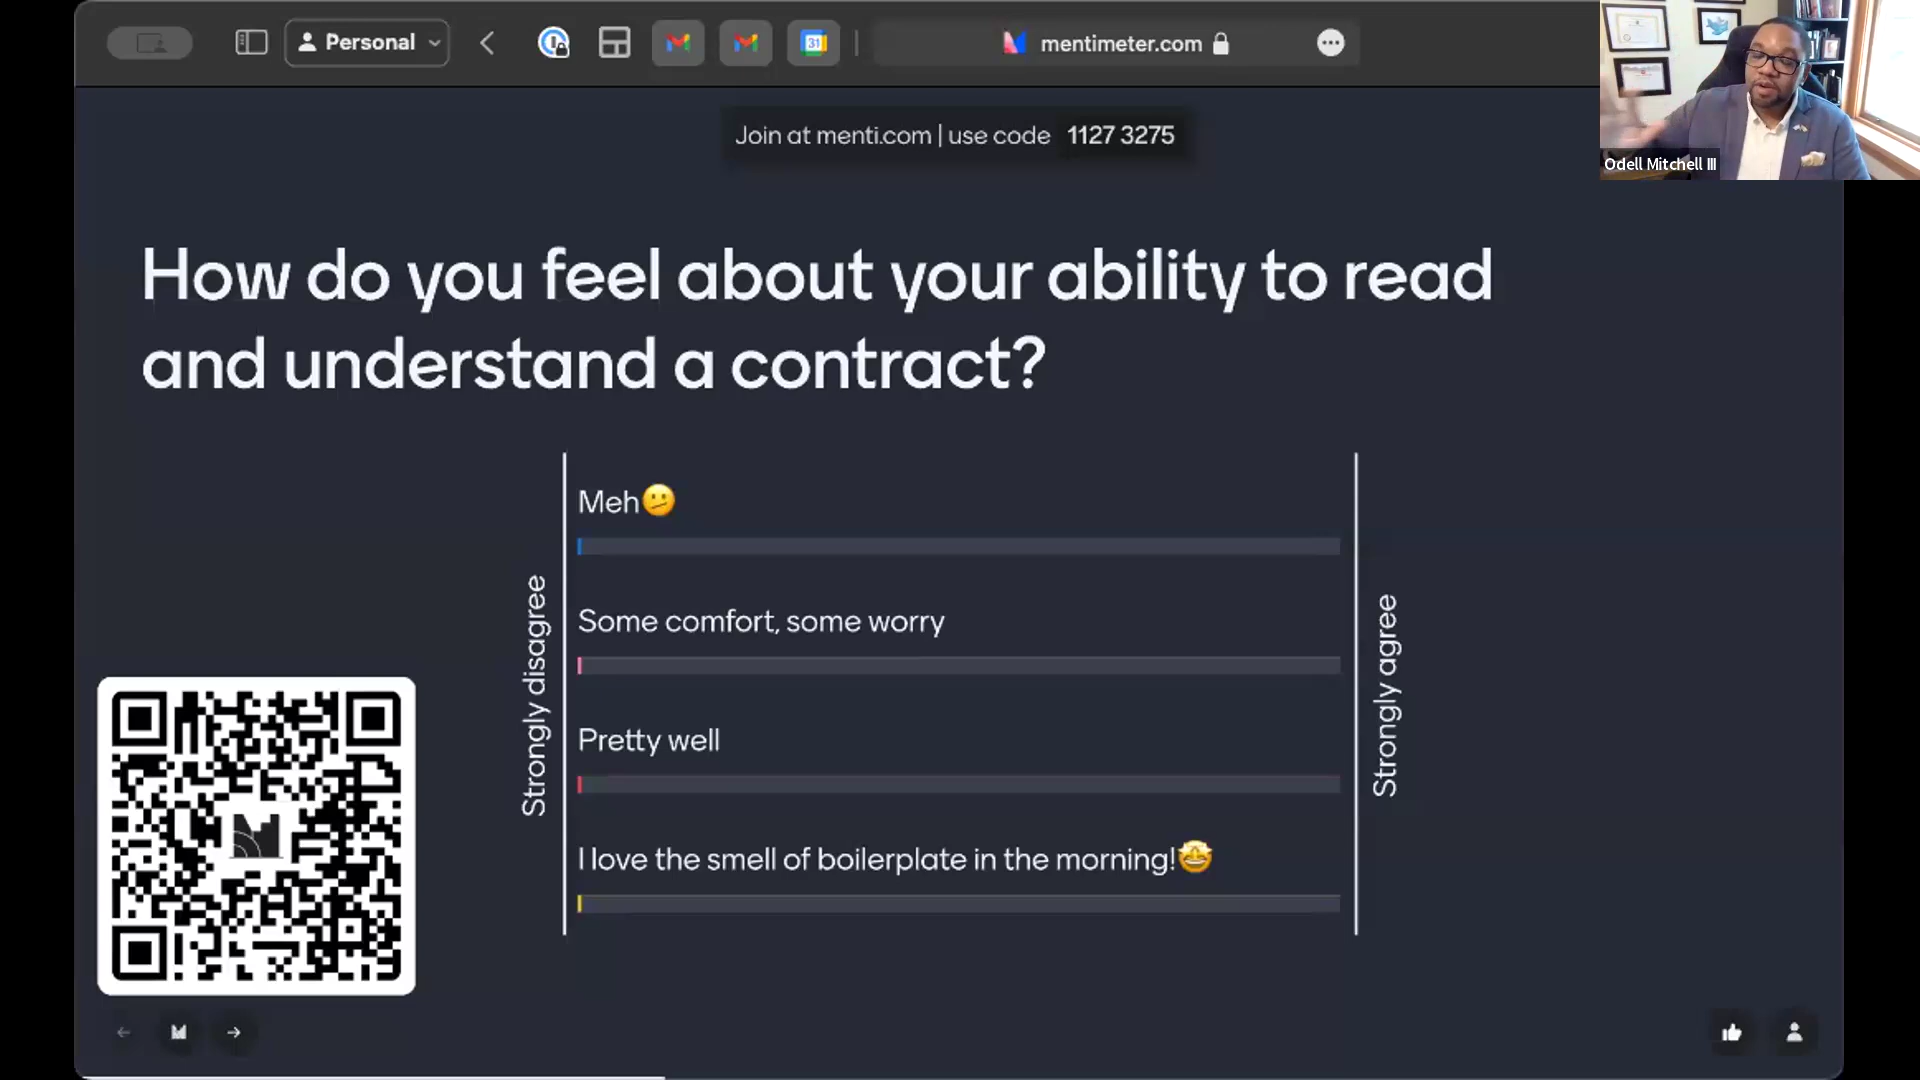 Personal
31
mentimeter.com
Join at menti.com | use code 1127 3275
Odell Mitchell III
How do you feel about your ability to read
and understand a contract?
Strongly disagree
Meh🫤
Some comfort, some worry
Pretty well
I love the smell of boilerplate in the morning!🤩
Strongly agree